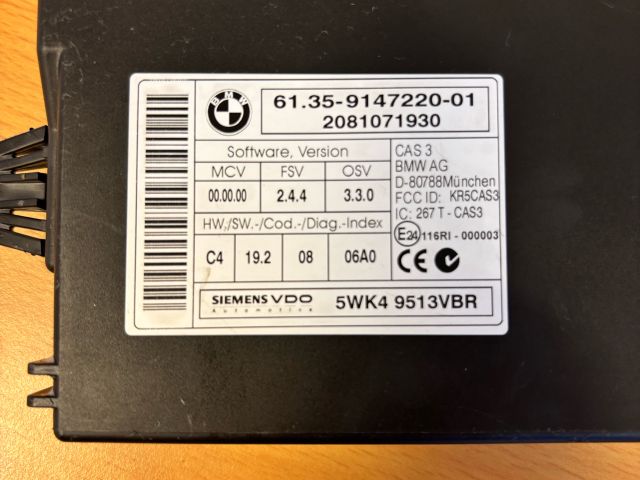 BMW
61.35-9147220-01
2081071930
Software, Version
MCV FSV OSV
00.00.00 2.4.4 3.3.0
HW./SW.-/Cod.-/Diag.-Index
C4 19.2 08 06A0
CAS 3
BMW AG
D-80788München
FCC ID: KR5CAS3
IC: 267 T - CAS3
E24 116RI - 000003
CE
SIEMENS VDO
Automotive
5WK4 9513VBR